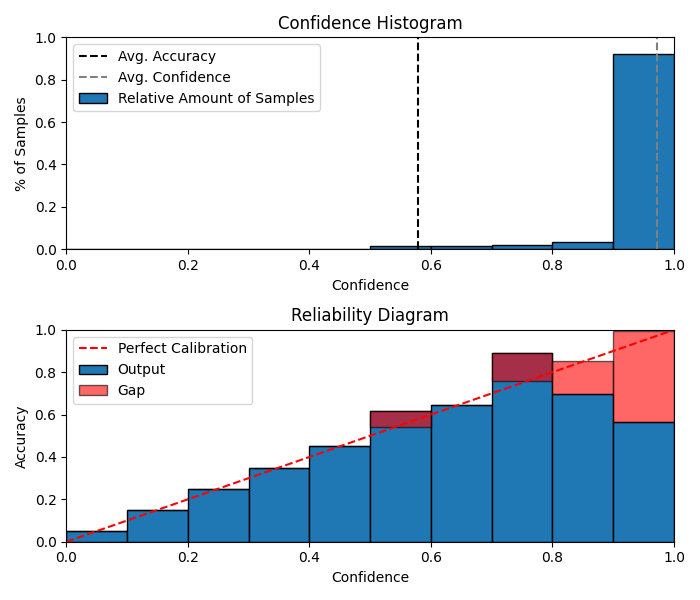 Confidence Histogram
1.0
0.8
0.6
0.4
0.2
0.0
% of Samples
Avg. Accuracy
Avg. Confidence
Relative Amount of Samples
0.0 0.2 0.4 0.6 0.8 1.0
Confidence
Reliability Diagram
1.0
0.8
0.6
0.4
0.2
0.0
Accuracy
Perfect Calibration
Output
Gap
0.0 0.2 0.4 0.6 0.8 1.0
Confidence